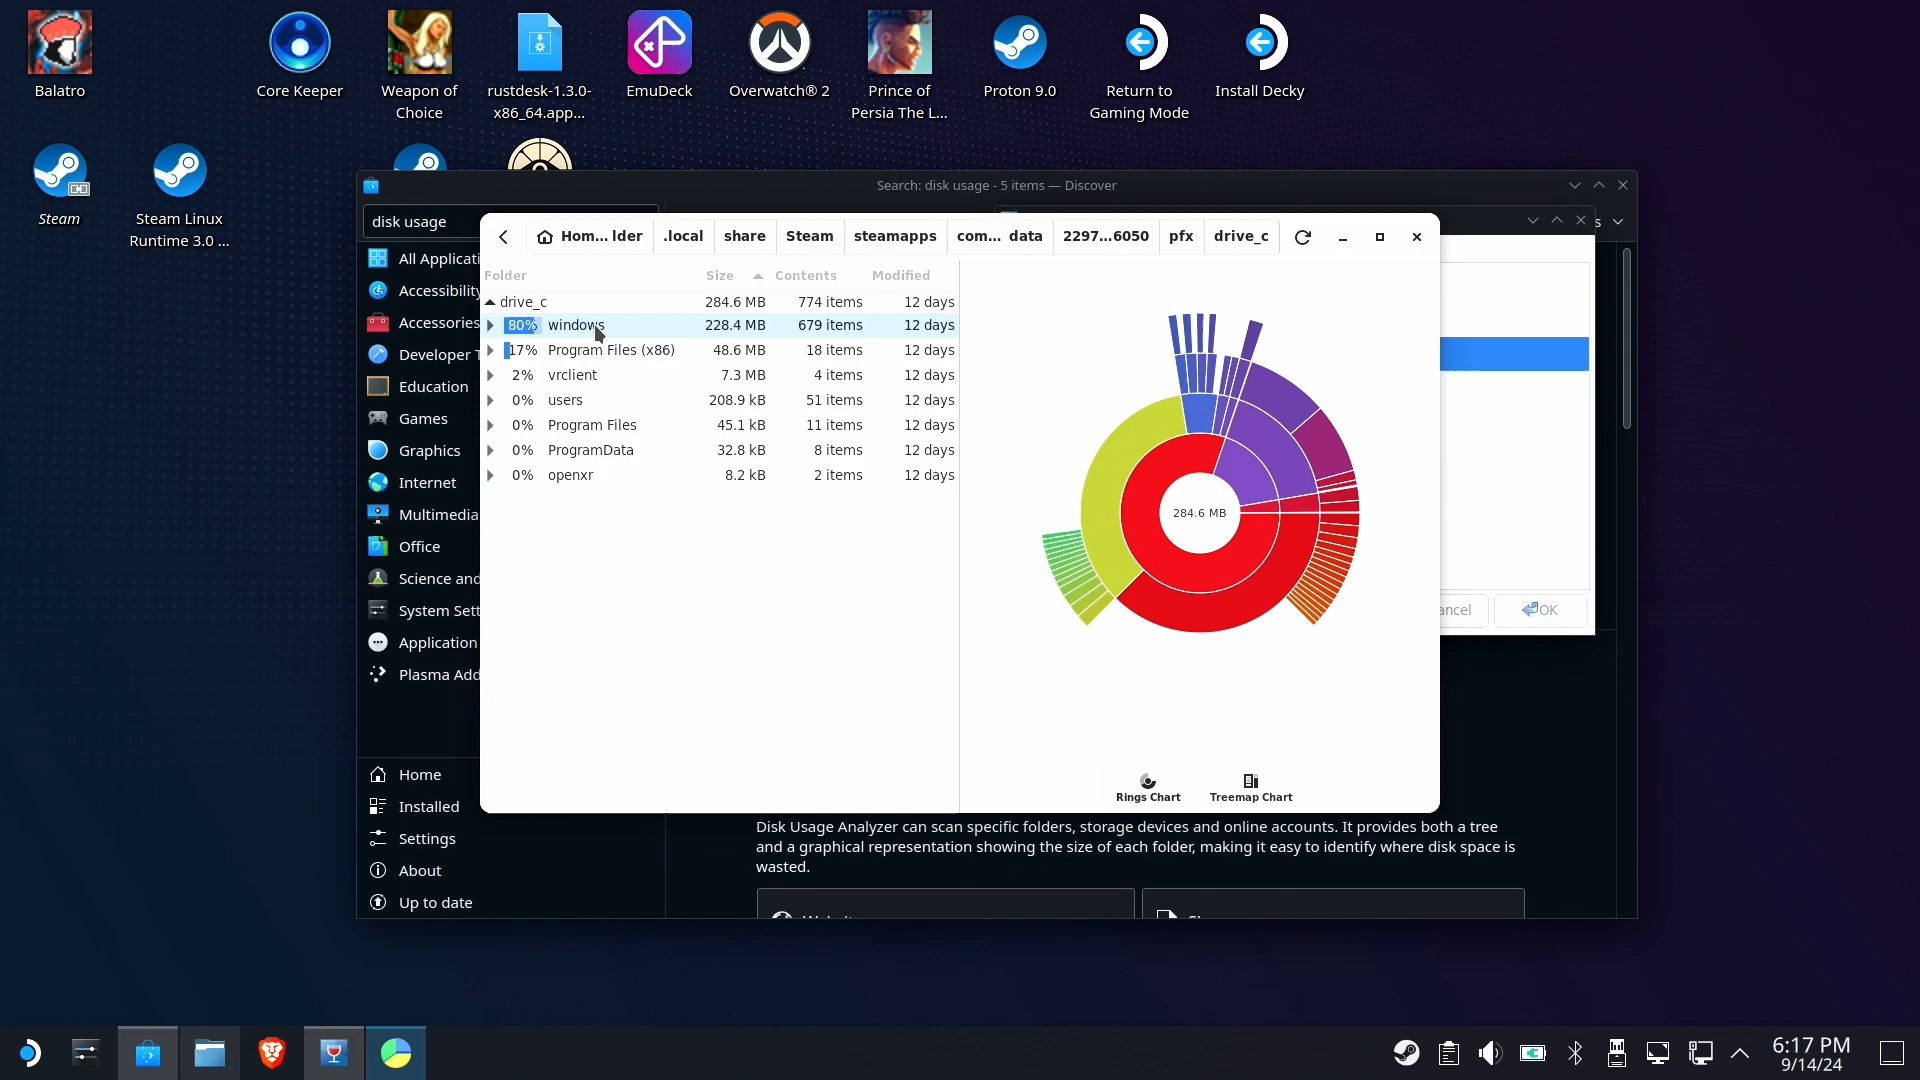 Balatro
Core Keeper
Weapon of
Choice
rustdesk-1.3.0-
x86_64.app...
EmuDeck
Overwatch® 2
Prince of
Persia The L...
Proton 9.0
Return to
Gaming Mode
Install Decky
Steam
Steam Linux
Runtime 3.0 ...
Search: disk usage - 5 items — Discover
disk usage
s
All Applicati
Accessibility
Accessories
Developer T
Education
Games
Graphics
Internet
Multimedia
Office
Science and
System Sett
Application
Plasma Add
Home
Installed
Settings
About
Up to date
Hom... lder
.local
share
Steam
steamapps
com... data
2297...6050
pfx
drive_c
Folder Size Contents Modified
drive_c 284.6 MB 774 items 12 days
80% windows 228.4 MB 679 items 12 days
17% Program Files (x86) 48.6 MB 18 items 12 days
2% vrclient 7.3 MB 4 items 12 days
0% users 208.9 kB 51 items 12 days
0% Program Files 45.1 kB 11 items 12 days
0% ProgramData 32.8 kB 8 items 12 days
0% openxr 8.2 kB 2 items 12 days
284.6 MB
Rings Chart
Treemap Chart
ancel
OK
Disk Usage Analyzer can scan specific folders, storage devices and online accounts. It provides both a tree
and a graphical representation showing the size of each folder, making it easy to identify where disk space is
wasted.
6:17 PM
9/14/24